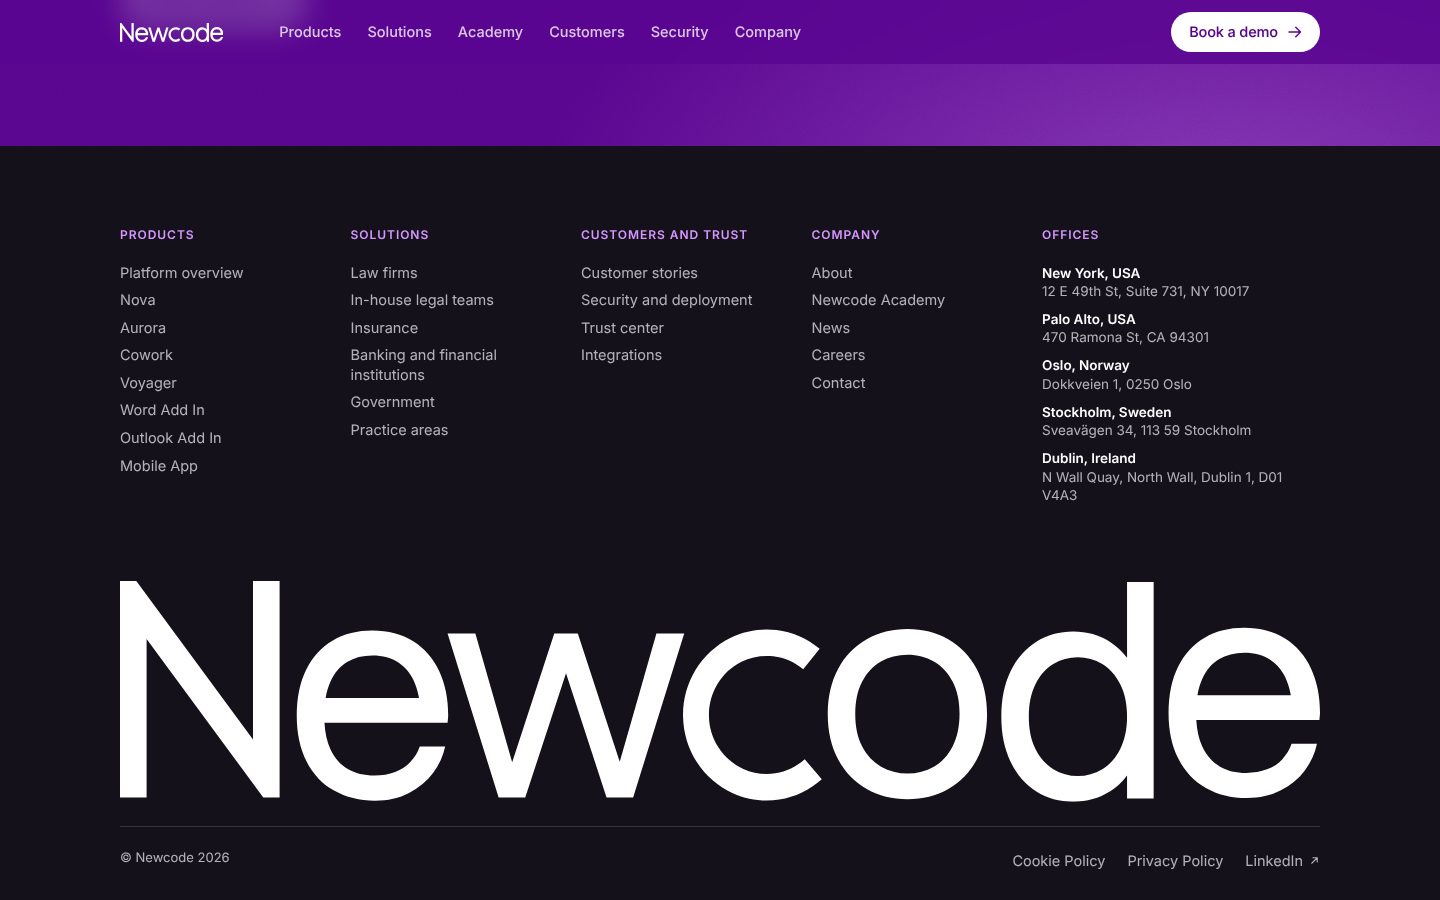 Newcode
Products
Solutions
Academy
Customers
Security
Company
Book a demo
PRODUCTS
Platform overview
Nova
Aurora
Cowork
Voyager
Word Add In
Outlook Add In
Mobile App
SOLUTIONS
Law firms
In-house legal teams
Insurance
Banking and financial
institutions
Government
Practice areas
CUSTOMERS AND TRUST
Customer stories
Security and deployment
Trust center
Integrations
COMPANY
About
Newcode Academy
News
Careers
Contact
OFFICES
New York, USA
12 E 49th St, Suite 731, NY 10017
Palo Alto, USA
470 Ramona St, CA 94301
Oslo, Norway
Dokkveien 1, 0250 Oslo
Stockholm, Sweden
Sveavägen 34, 113 59 Stockholm
Dublin, Ireland
N Wall Quay, North Wall, Dublin 1, D01
V4A3
Newcode
© Newcode 2026
Cookie Policy
Privacy Policy
LinkedIn